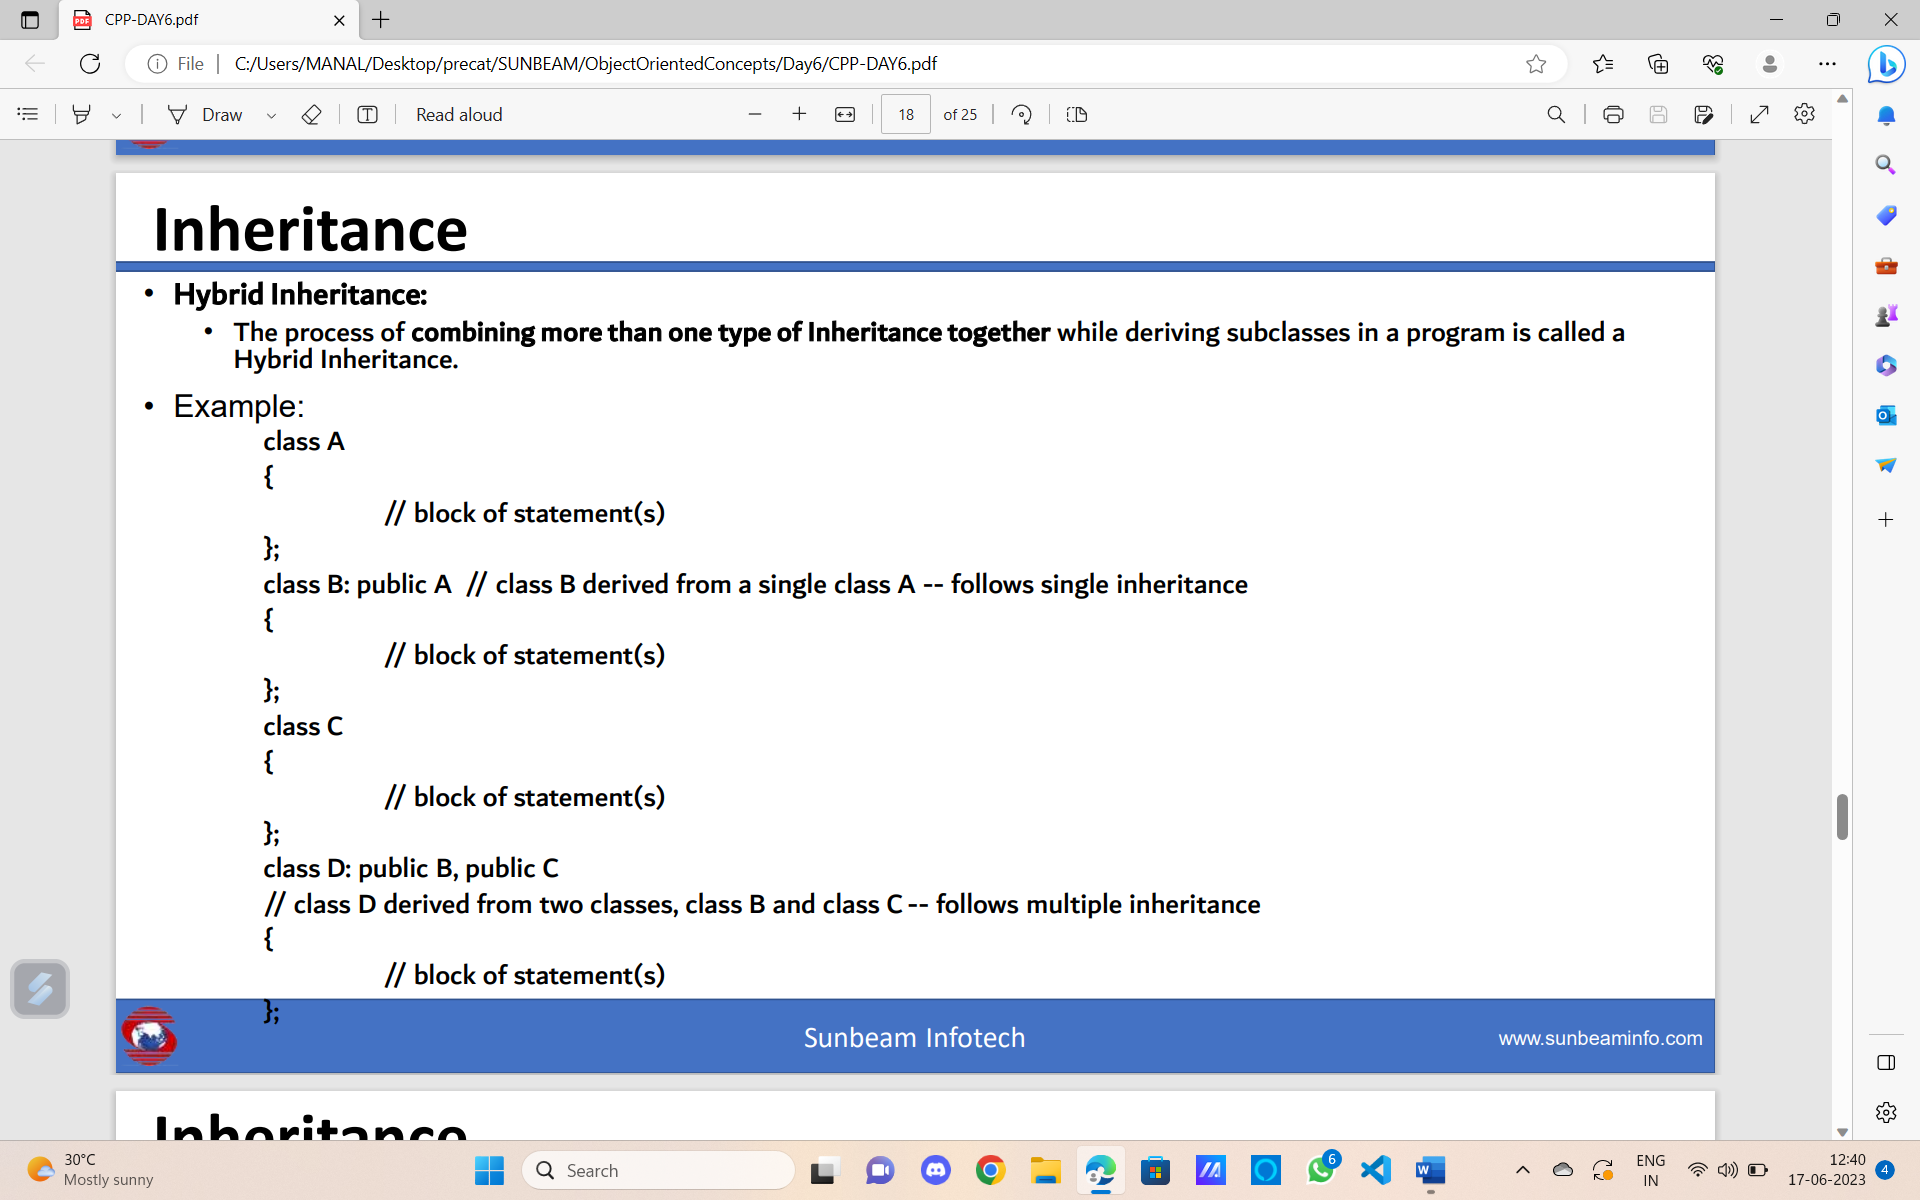 CPP-DAY6.pdf
File
C:/Users/MANAL/Desktop/precat/SUNBEAM/ObjectOrientedConcepts/Day6/CPP-DAY6.pdf
Draw
Read aloud
18
of 25
Inheritance
• Hybrid Inheritance:
• The process of combining more than one type of Inheritance together while deriving subclasses in a program is called a
Hybrid Inheritance.
• Example:
class A
{
// block of statement(s)
};
class B: public A // class B derived from a single class A -- follows single inheritance
{
// block of statement(s)
};
class C
{
// block of statement(s)
};
class D: public B, public C
// class D derived from two classes, class B and class C -- follows multiple inheritance
{
// block of statement(s)
};
Sunbeam Infotech
www.sunbeaminfo.com
Inheritance
30°C
Mostly sunny
Search
6
ENG
IN
12:40
17-06-2023
4